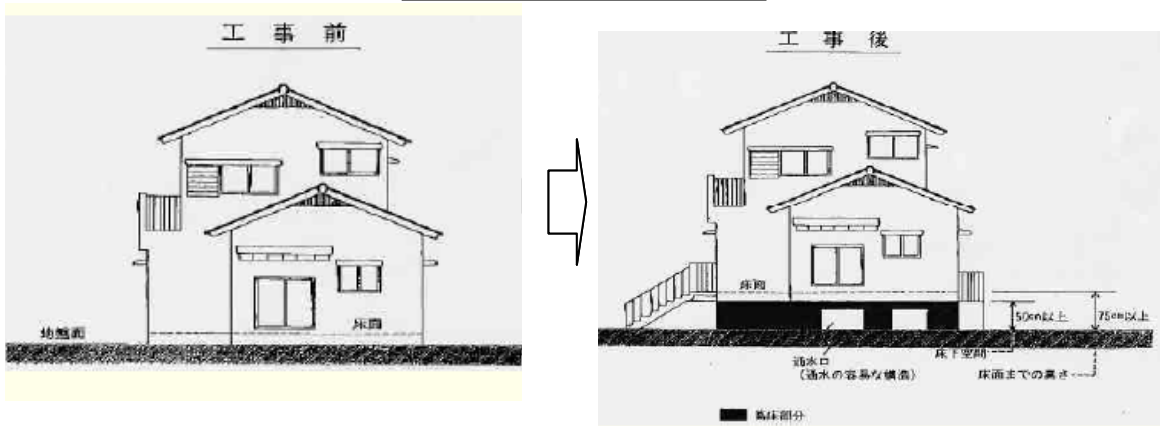 工事前
床面
地盤面
工事後
床面
50cm以上
75cm以上
床下空間
通水口
(通水の容易な構造)
床面までの高さ
高床部分